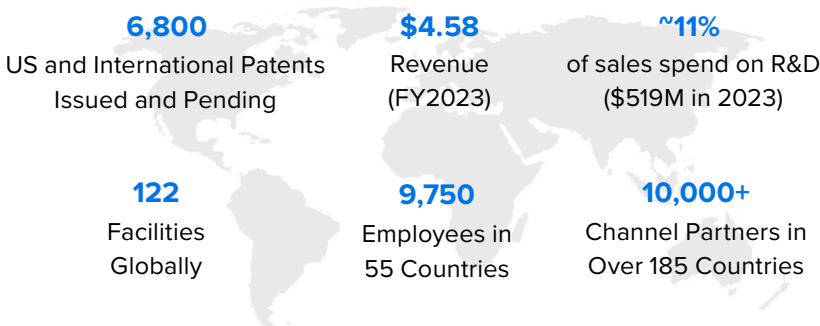 6,800
US and International Patents
Issued and Pending
$4.58
Revenue
(FY2023)
~11%
of sales spend on R&D
($519M in 2023)
122
Facilities
Globally
9,750
Employees in
55 Countries
10,000+
Channel Partners in
Over 185 Countries